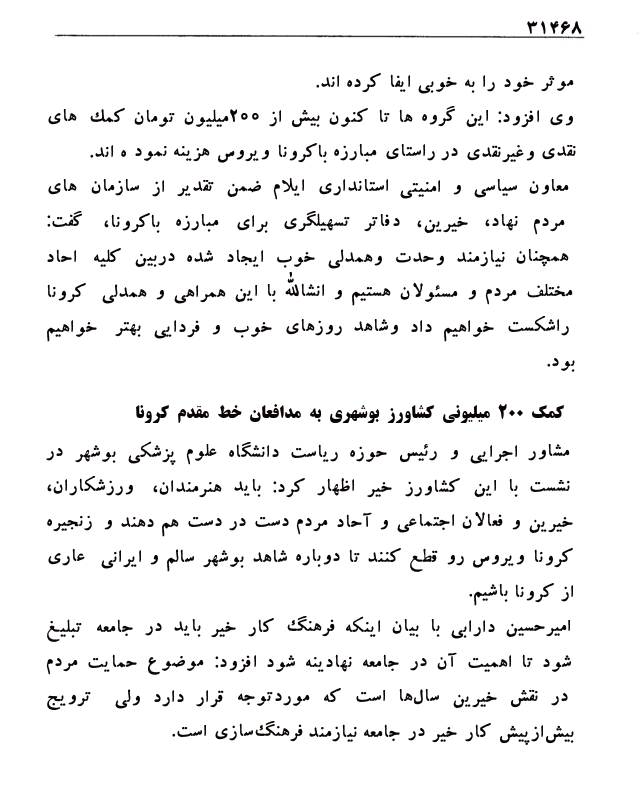 ۳۱۴۶۸
موثر خود را به خوبی ایفا کرده اند.
وی افزود: این گروه ها تا کنون بیش از ۲۰۰میلیون تومان کمك های
نقدی وغیرنقدی در راستای مبارزه باکرونا ویروس هزینه نمود ه اند.
معاون سیاسی و امنیتی استانداری ایلام ضمن تقدیر از سازمان های
مردم نهاد، خیرین، دفاتر تسهیلگری برای مبارزه باکرونا، گفت:
همچنان نیازمند وحدت وهمدلی خوب ایجاد شده دربین کلیه احاد
مختلف مردم و مسئولان هستیم و انشالله با این همراهی و همدلی کرونا
راشکست خواهیم داد وشاهد روزهای خوب و فردایی بهتر خواهیم
بود.
کمک ۲۰۰ میلیونی کشاورز بوشهری به مدافعان خط مقدم کرونا
مشاور اجرایی و رئیس حوزه ریاست دانشگاه علوم پزشکی بوشهر در
نشست با این کشاورز خیر اظهار کرد: باید هنرمندان، ورزشکاران،
خیرین و فعالان اجتماعی و آحاد مردم دست در دست هم دهند و زنجیره
کرونا ویروس رو قطع کنند تا دوباره شاهد بوشهر سالم و ایرانی عاری
از کرونا باشیم.
امیرحسین دارابی با بیان اینکه فرهنگ کار خیر باید در جامعه تبلیغ
شود تا اهمیت آن در جامعه نهادینه شود افزود: موضوع حمایت مردم
در نقش خیرین سال‌ها است که موردتوجه قرار دارد ولی ترویج
بیش‌ازپیش کار خیر در جامعه نیازمند فرهنگ‌سازی است.